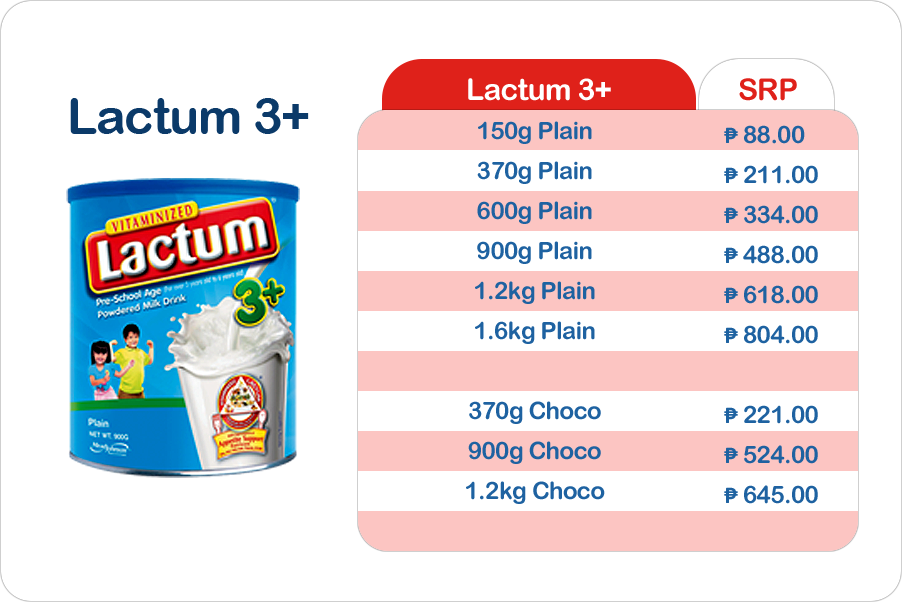 Lactum 3+
VITAMINIZED
Lactum
Pre-School Age
Powdered Milk Drink
3+
Plain
NET WT. 900G
MeadJohnson
Appetite Support
Lactum 3+ SRP
150g Plain ₱ 88.00
370g Plain ₱ 211.00
600g Plain ₱ 334.00
900g Plain ₱ 488.00
1.2kg Plain ₱ 618.00
1.6kg Plain ₱ 804.00
370g Choco ₱ 221.00
900g Choco ₱ 524.00
1.2kg Choco ₱ 645.00